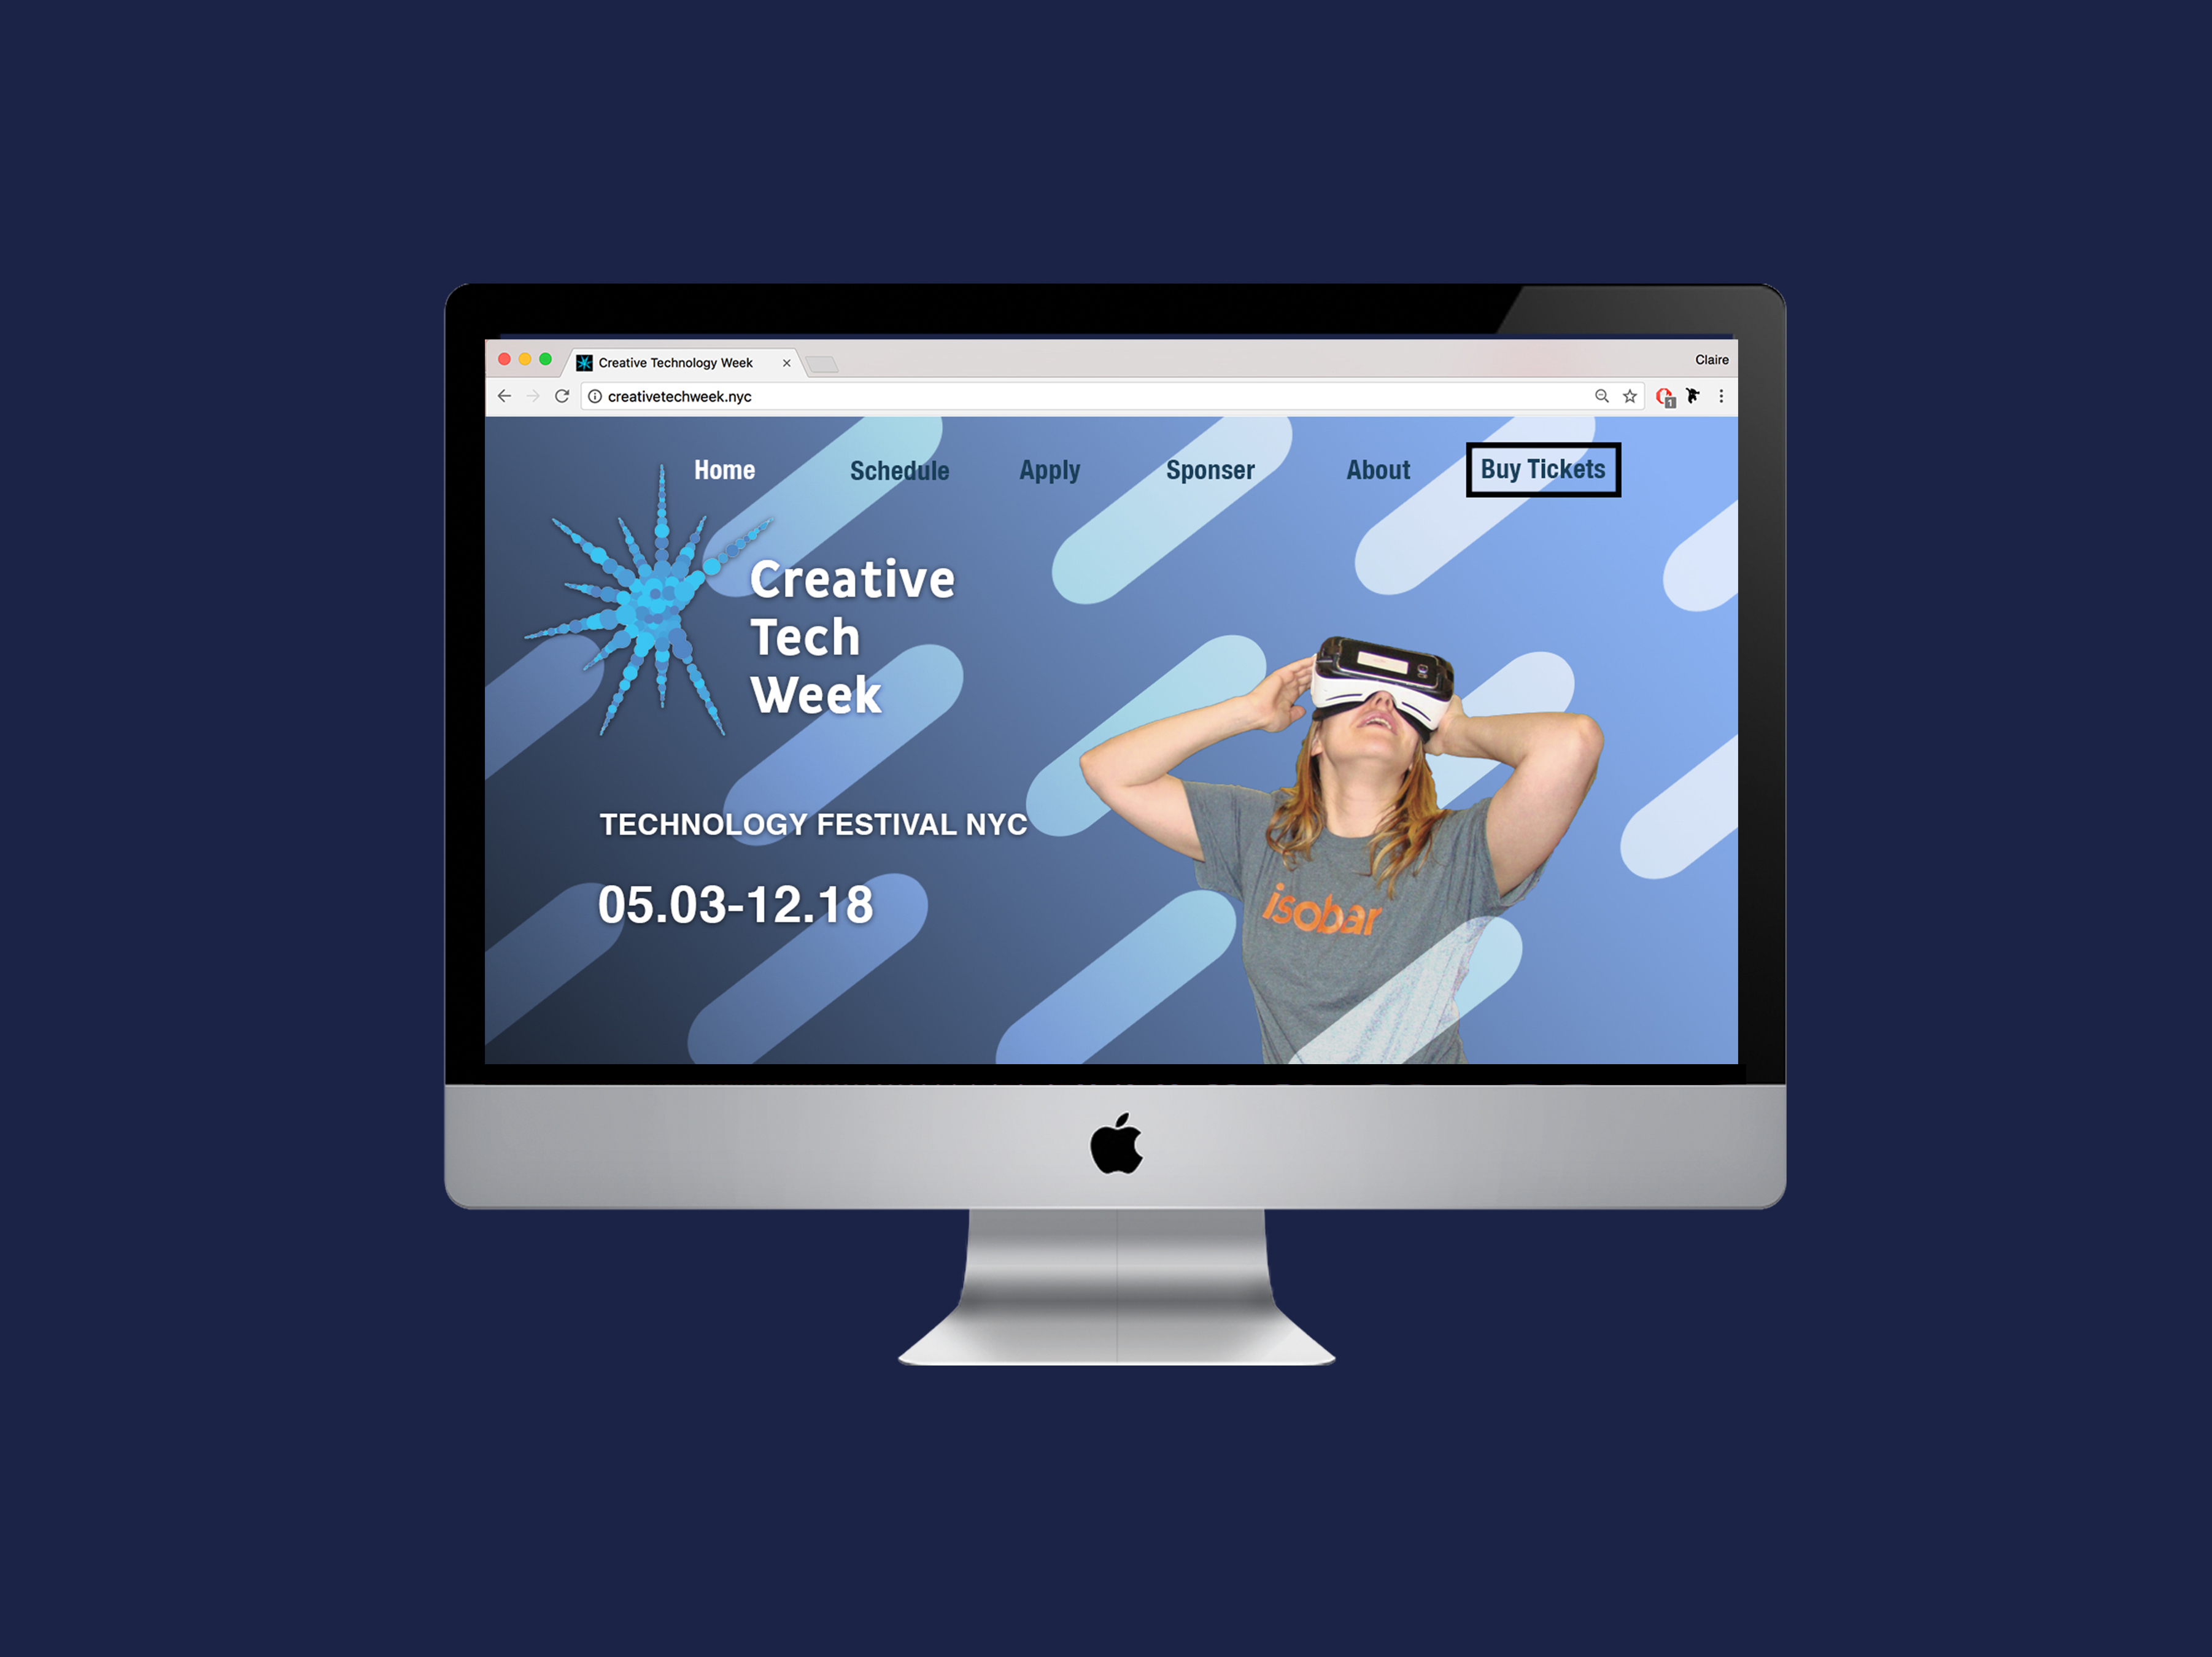 Creative Technology Week
Claire
creativetechweek.nyc
1
Home Schedule Apply Sponser About Buy Tickets
Creative
Tech
Week
TECHNOLOGY FESTIVAL NYC
05.03-12.18
isobar